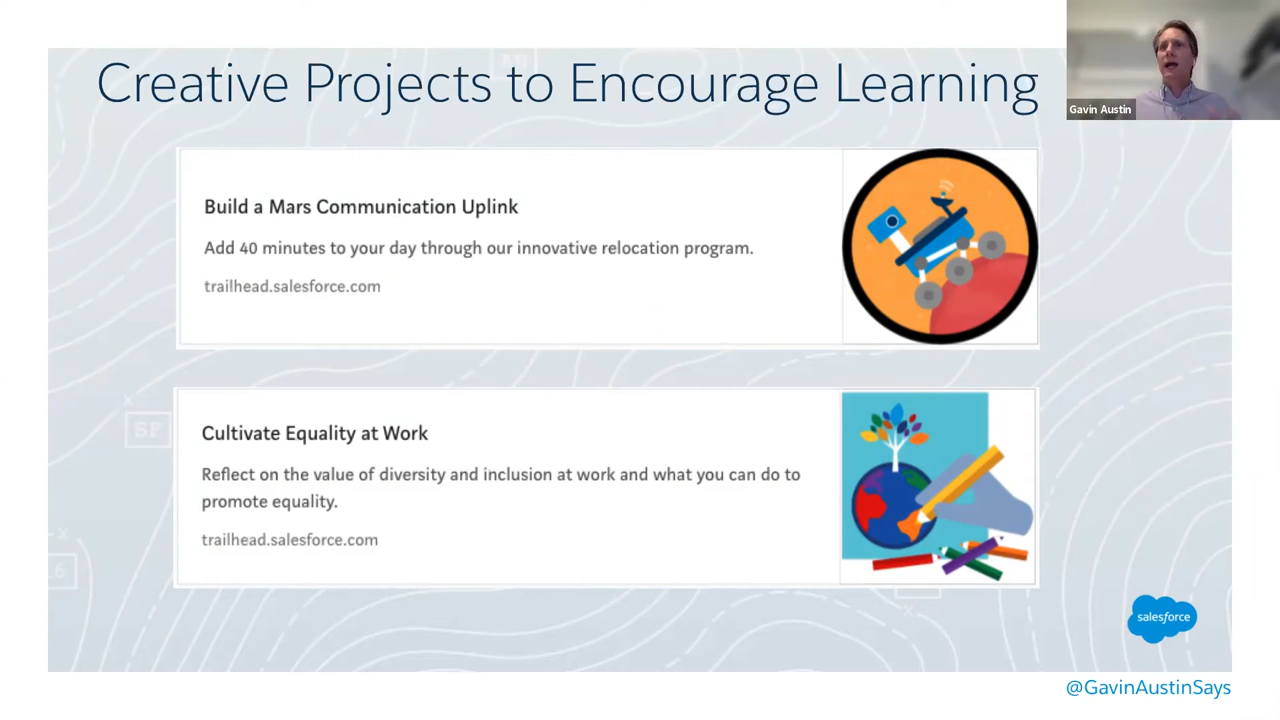 Creative Projects to Encourage Learning
Gavin Austin
Build a Mars Communication Uplink
Add 40 minutes to your day through our innovative relocation program.
trailhead.salesforce.com
Cultivate Equality at Work
Reflect on the value of diversity and inclusion at work and what you can do to
promote equality.
trailhead.salesforce.com
SF
16
salesforce
@GavinAustinSays